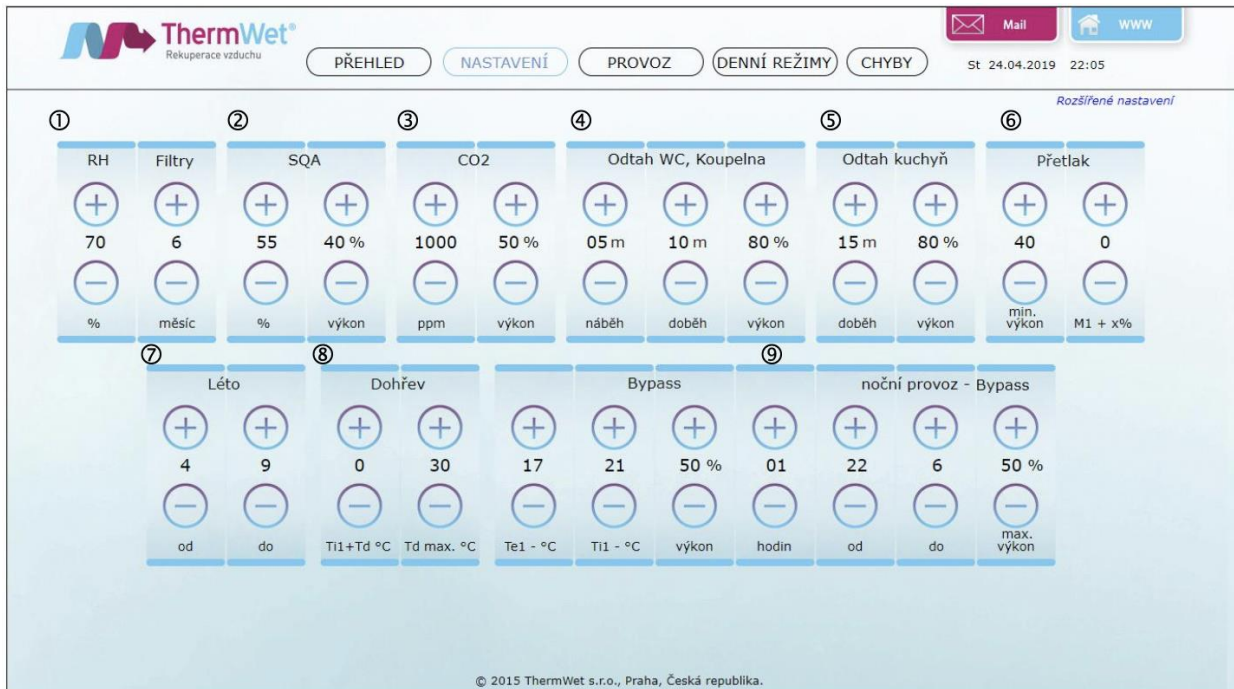 ThermWet®
Rekuperace vzduchu
Mail
WWW
PŘEHLED NASTAVENÍ PROVOZ DENNÍ REŽIMY CHYBY
St 24.04.2019 22:05
Rozšířené nastavení
① ② ③ ④ ⑤ ⑥
RH Filtry SQA CO2 Odtah WC, Koupelna Odtah kuchyň Přetlak
+ + + + + + + + + + + + +
70 6 55 40 % 1000 50 % 05 m 10 m 80 % 15 m 80 % 40 0
− − − − − − − − − − − − −
% měsíc % výkon ppm výkon náběh doběh výkon doběh výkon min. výkon M1 + x%
⑦ ⑧ ⑨
Léto Dohřev Bypass noční provoz - Bypass
+ + + + + + + + + + +
4 9 0 30 17 21 50 % 01 22 6 50 %
− − − − − − − − − − −
od do Ti1+Td °C Td max. °C Te1 - °C Ti1 - °C výkon hodin od do max. výkon
© 2015 ThermWet s.r.o., Praha, Česká republika.